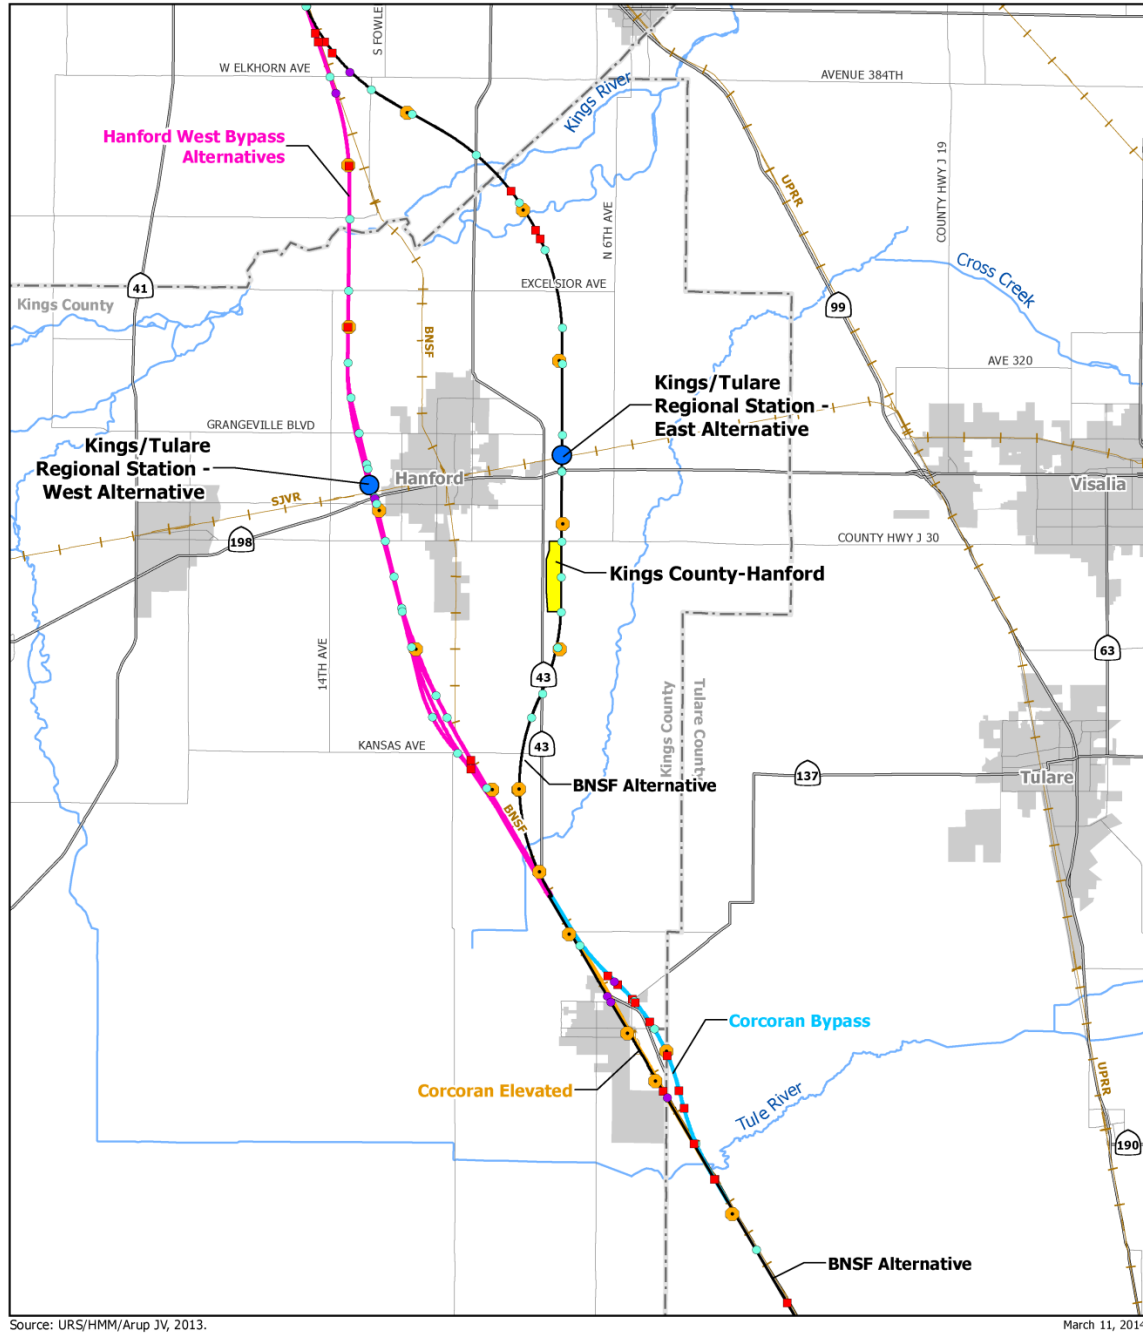 S FOWLE
W ELKHORN AVE
AVENUE 384TH
Kings River
Hanford West Bypass
Alternatives
UPRR
COUNTY HWY J 19
N 6TH AVE
Cross Creek
EXCELSIOR AVE
41
Kings County
99
BNSF
AVE 320
Kings/Tulare
Regional Station -
East Alternative
GRANGEVILLE BLVD
Kings/Tulare
Regional Station -
West Alternative
Hanford
Visalia
SJVR
198
COUNTY HWY J 30
Kings County-Hanford
14TH AVE
43
63
Kings County
Tulare County
43
KANSAS AVE
137
Tulare
BNSF Alternative
BNSF
Corcoran Bypass
Corcoran Elevated
UPRR
Tule River
190
BNSF Alternative
Source: URS/HMM/Arup JV, 2013.
March 11, 2014